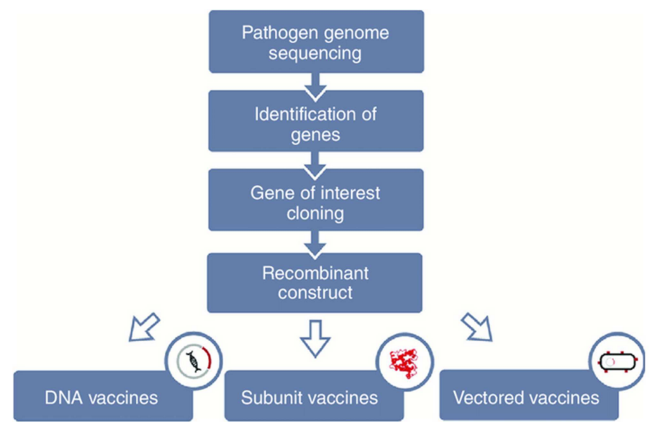 Pathogen genome
sequencing
Identification of
genes
Gene of interest
cloning
Recombinant
construct
DNA vaccines
Subunit vaccines
Vectored vaccines